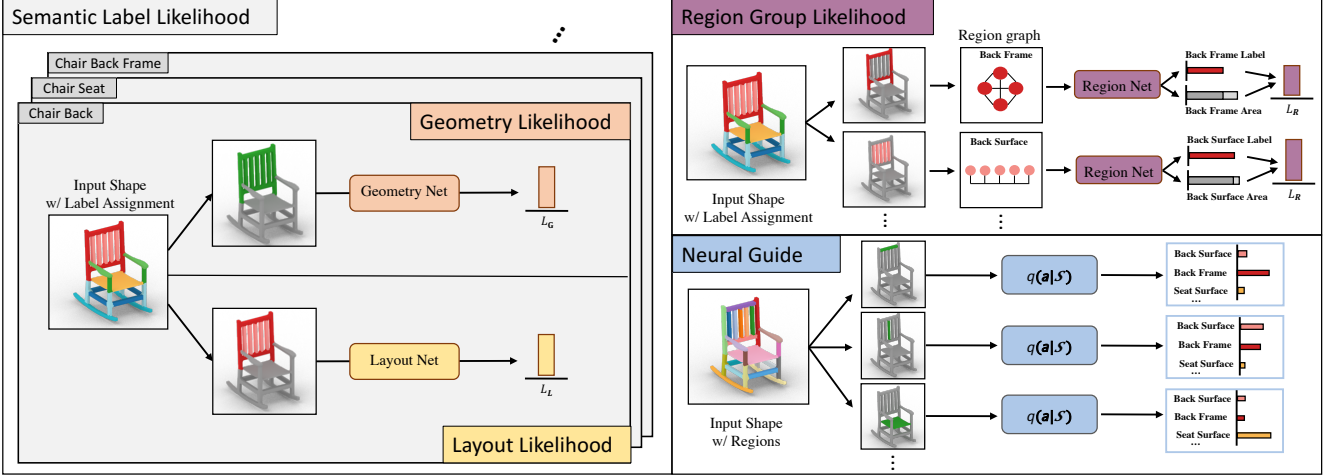 Semantic Label Likelihood
...
Chair Back Frame
Chair Seat
Chair Back
Geometry Likelihood
Input Shape
w/ Label Assignment
Geometry Net
L_G
Layout Net
L_L
Layout Likelihood
Region Group Likelihood
Region graph
Input Shape
w/ Label Assignment
Back Frame
Region Net
Back Frame Label
Back Frame Area
L_R
Back Surface
Region Net
Back Surface Label
Back Surface Area
L_R
...
...
Neural Guide
Input Shape
w/ Regions
q(a|S)
Back Surface
Back Frame
Seat Surface
...
q(a|S)
Back Surface
Back Frame
Seat Surface
...
q(a|S)
Back Surface
Back Frame
Seat Surface
...
...